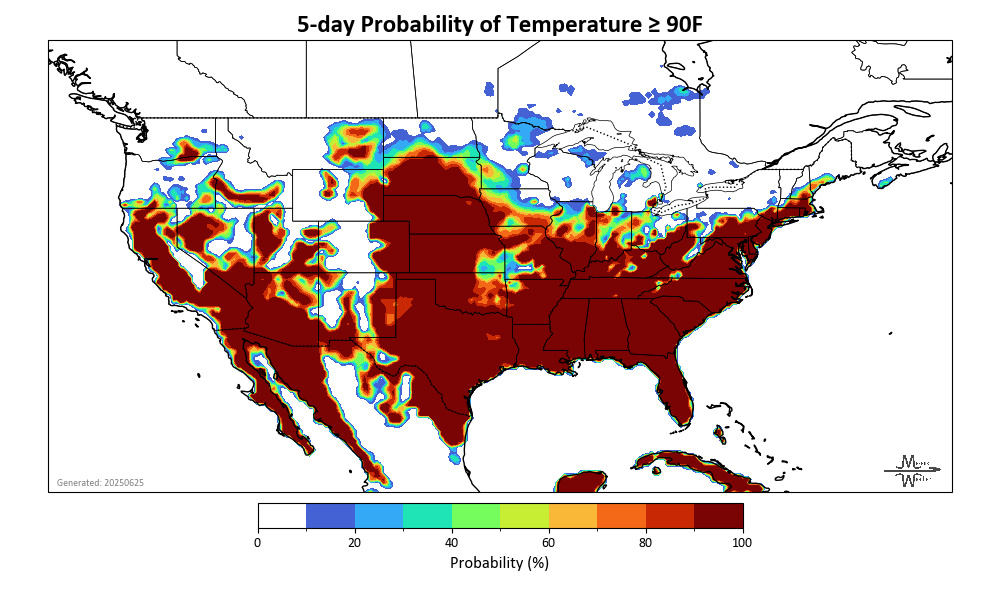 5-day Probability of Temperature ≥ 90F
Generated: 20250625
0 20 40 60 80 100
Probability (%)